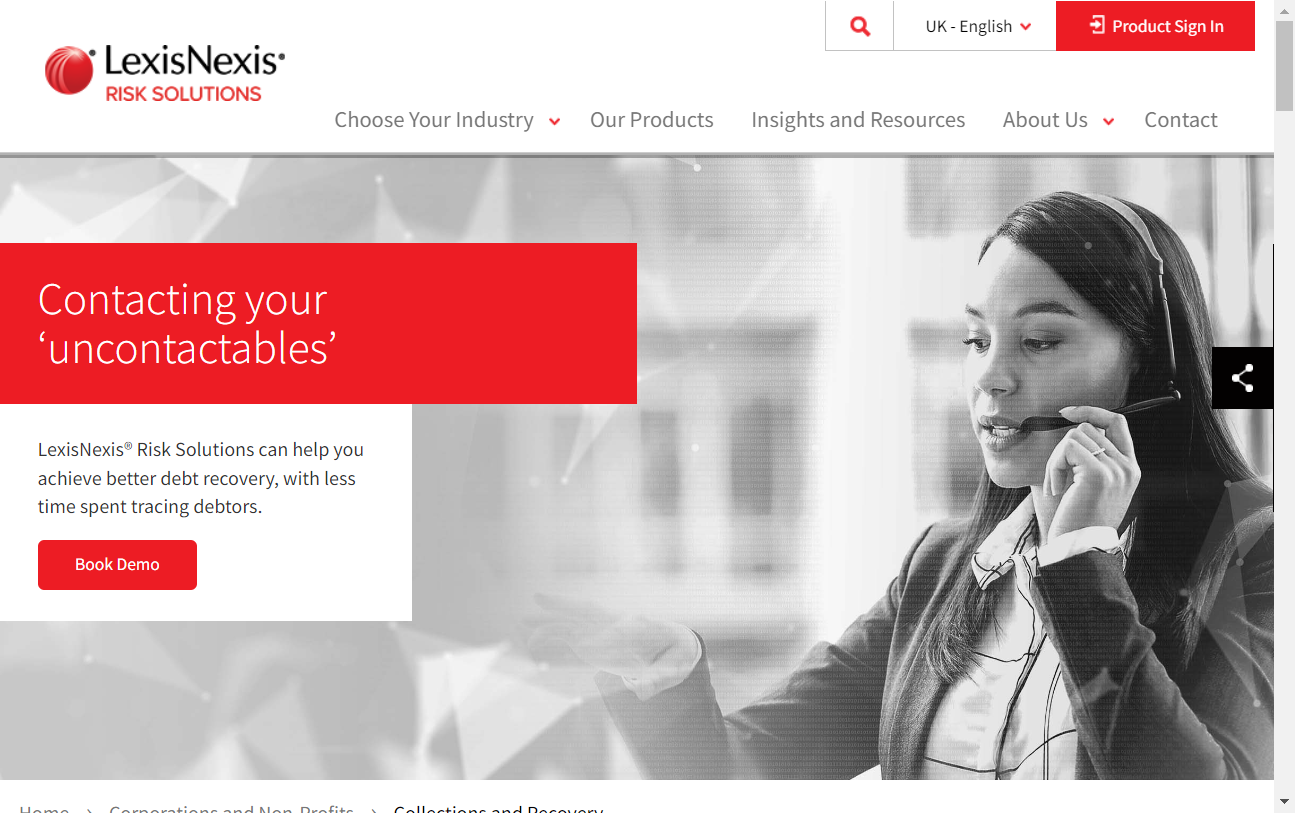 UK - English
Product Sign In
LexisNexis®
RISK SOLUTIONS
Choose Your Industry
Our Products
Insights and Resources
About Us
Contact
Contacting your
‘uncontactables’
LexisNexis® Risk Solutions can help you
achieve better debt recovery, with less
time spent tracing debtors.
Book Demo
Home > Corporations and Non-Profits > Collections and Recovery